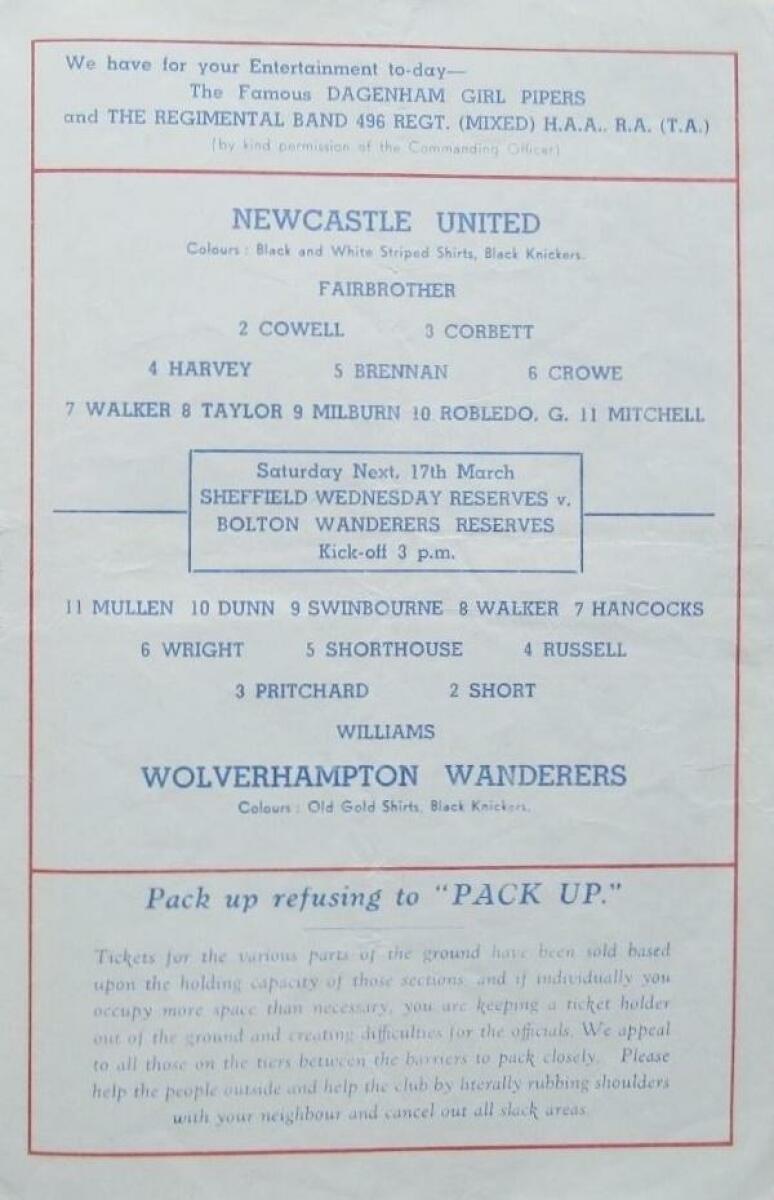 We have for your Entertainment to-day—
The Famous DAGENHAM GIRL PIPERS
and THE REGIMENTAL BAND 496 REGT. (MIXED) H.A.A., R.A. (T.A.)
(by kind permission of the Commanding Officer)
NEWCASTLE UNITED
Colours : Black and White Striped Shirts, Black Knickers.
FAIRBROTHER
2 COWELL 3 CORBETT
4 HARVEY 5 BRENNAN 6 CROWE
7 WALKER 8 TAYLOR 9 MILBURN 10 ROBLEDO, G. 11 MITCHELL
Saturday Next, 17th March
SHEFFIELD WEDNESDAY RESERVES v.
BOLTON WANDERERS RESERVES
Kick-off 3 p.m.
11 MULLEN 10 DUNN 9 SWINBOURNE 8 WALKER 7 HANCOCKS
6 WRIGHT 5 SHORTHOUSE 4 RUSSELL
3 PRITCHARD 2 SHORT
WILLIAMS
WOLVERHAMPTON WANDERERS
Colours : Old Gold Shirts, Black Knickers.
Pack up refusing to "PACK UP."
Tickets for the various parts of the ground have been sold based
upon the holding capacity of those sections and if individually you
occupy more space than necessary, you are keeping a ticket holder
out of the ground and creating difficulties for the officials. We appeal
to all those on the tiers between the barriers to pack closely. Please
help the people outside and help the club by literally rubbing shoulders
with your neighbour and cancel out all slack areas.